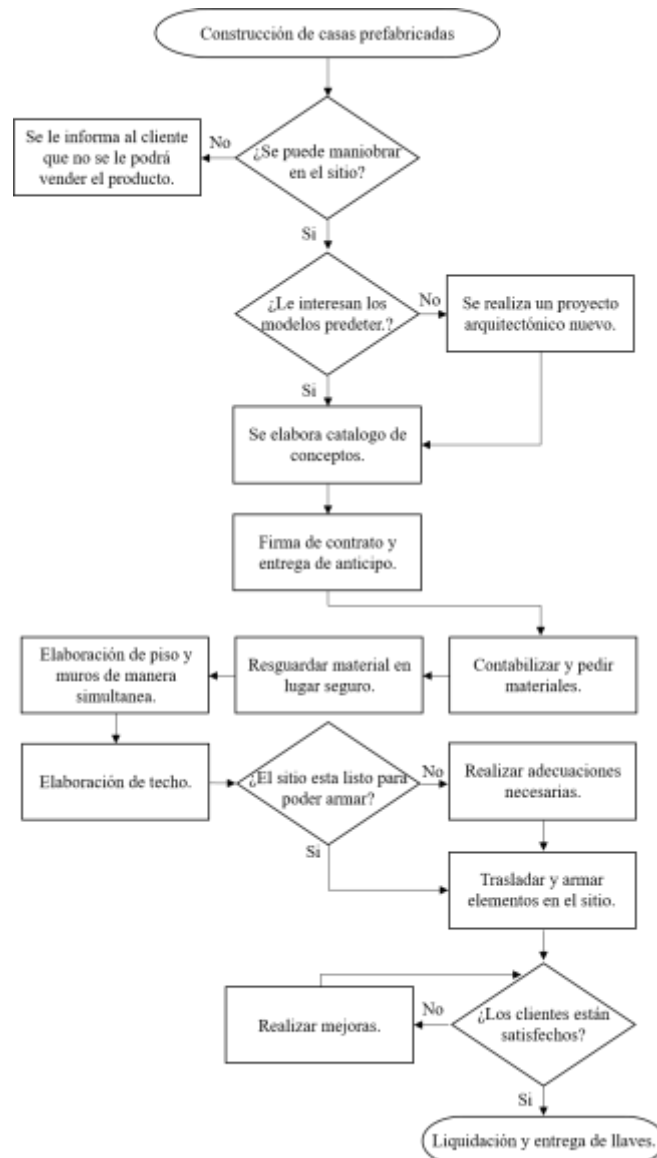 Construcción de casas prefabricadas
Se le informa al cliente
que no se le podrá
vender el producto.
No
¿Se puede maniobrar
en el sitio?
Si
¿Le interesan los
modelos predeter.?
No
Se realiza un proyecto
arquitectónico nuevo.
Si
Se elabora catalogo de
conceptos.
Firma de contrato y
entrega de anticipo.
Elaboración de piso y
muros de manera
simultanea.
Resguardar material en
lugar seguro.
Contabilizar y pedir
materiales.
Elaboración de techo.
¿El sitio esta listo para
poder armar?
No
Realizar adecuaciones
necesarias.
Si
Trasladar y armar
elementos en el sitio.
Realizar mejoras.
No
¿Los clientes están
satisfechos?
Si
Liquidación y entrega de llaves.